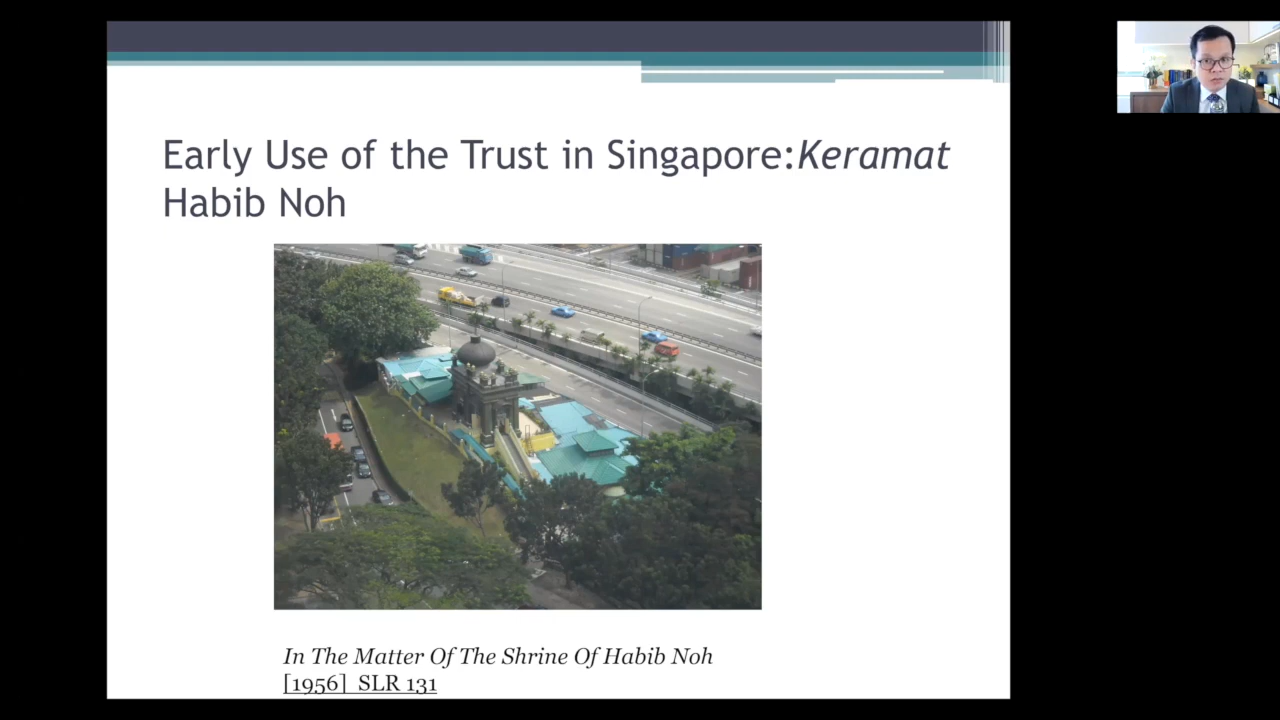 Early Use of the Trust in Singapore:Keramat
Habib Noh
In The Matter Of The Shrine Of Habib Noh
[1956]  SLR 131